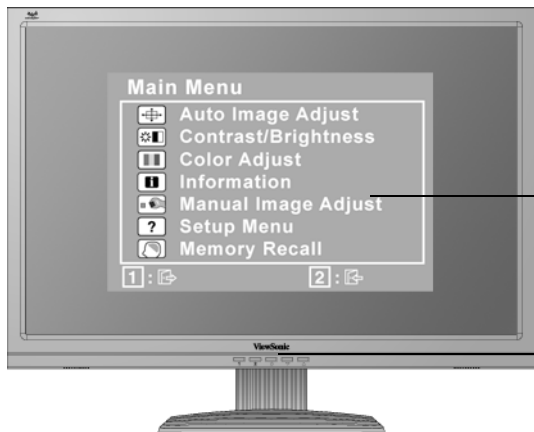 Main Menu
Auto Image Adjust
Contrast/Brightness
Color Adjust
Information
Manual Image Adjust
? Setup Menu
Memory Recall
1 : 2 :
ViewSonic